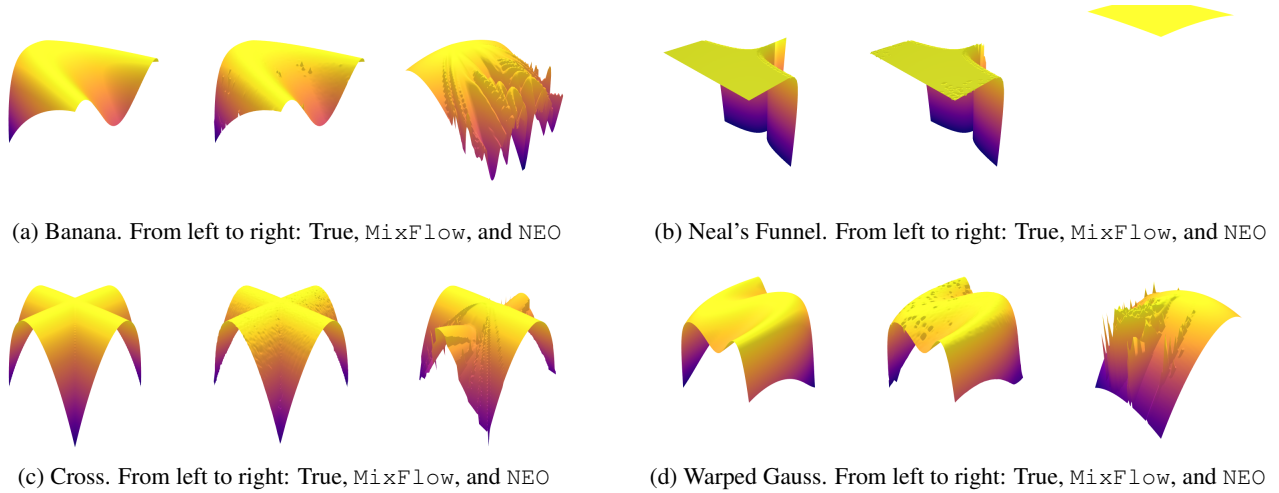 (a) Banana. From left to right: True, MixFlow, and NEO
(b) Neal's Funnel. From left to right: True, MixFlow, and NEO
(c) Cross. From left to right: True, MixFlow, and NEO
(d) Warped Gauss. From left to right: True, MixFlow, and NEO